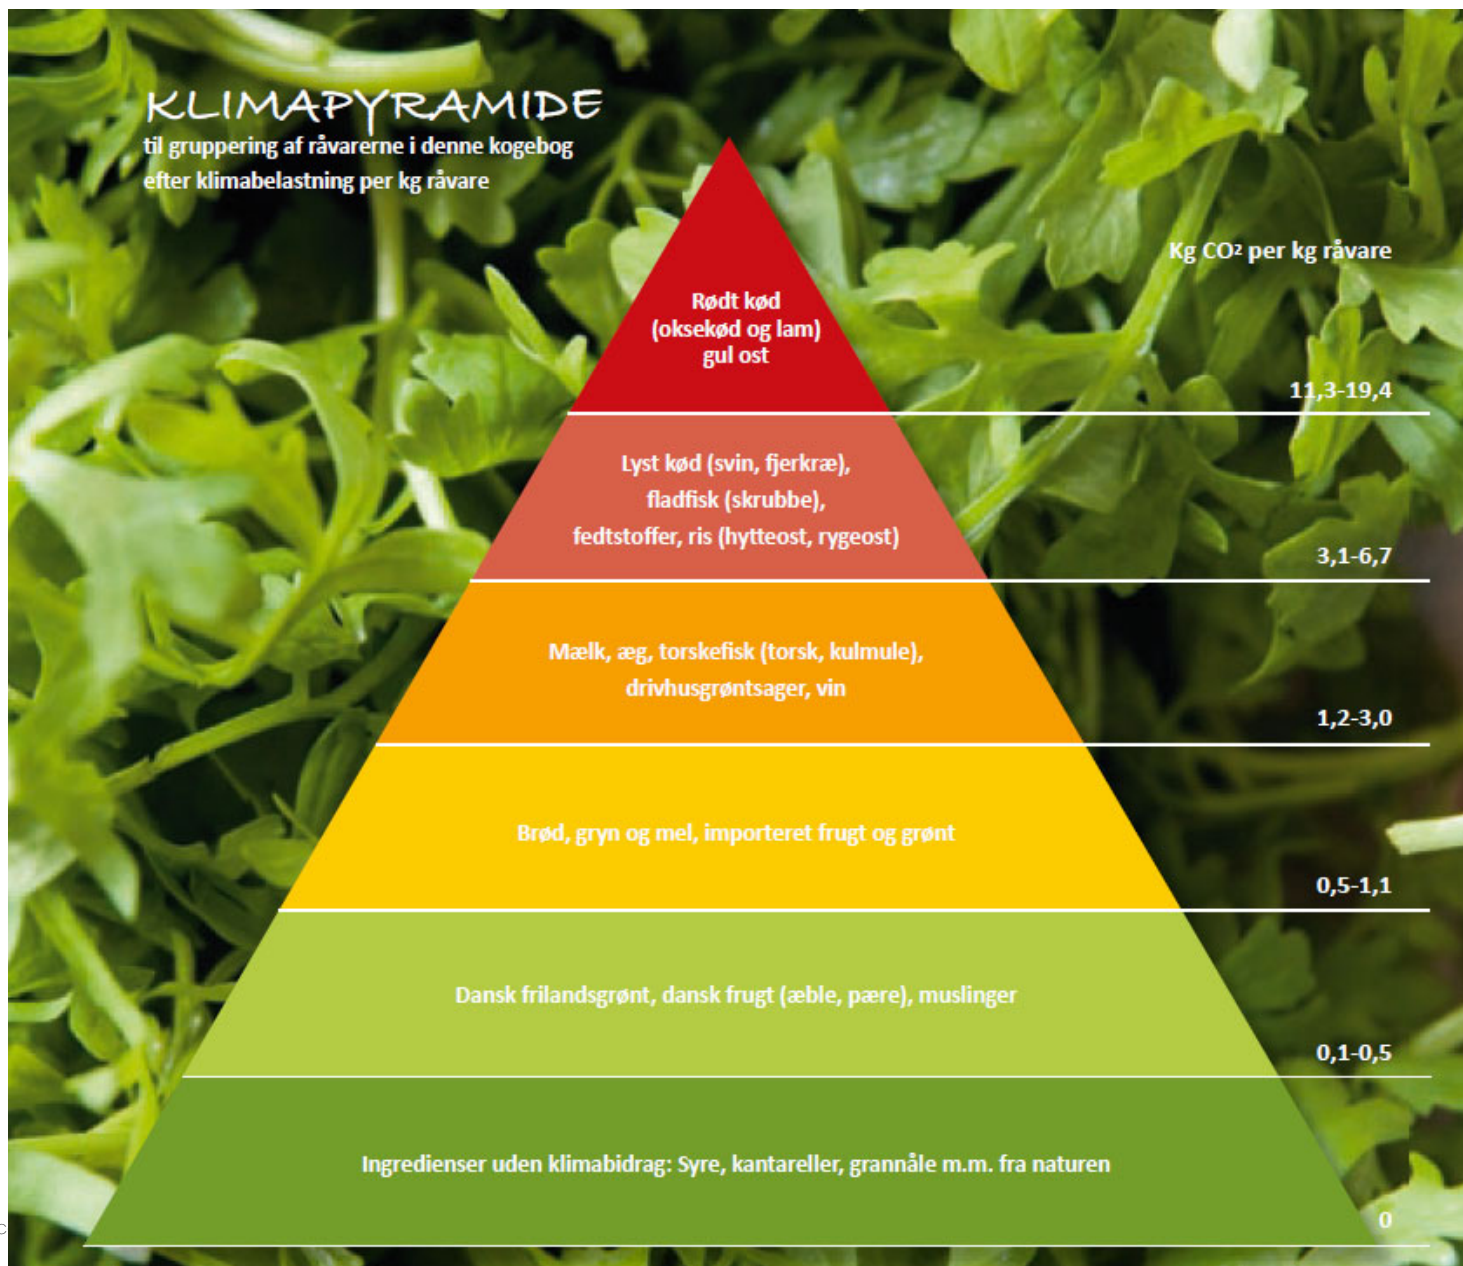 KLIMAPYRAMIDE
til gruppering af råvarerne i denne kogebog
efter klimabelastning per kg råvare
Kg CO² per kg råvare
Rødt kød
(oksekød og lam)
gul ost
11,3-19,4
Lyst kød (svin, fjerkræ),
fladfisk (skrubbe),
fedtstoffer, ris (hytteost, rygeost)
3,1-6,7
Mælk, æg, torskefisk (torsk, kulmule),
drivhusgrøntsager, vin
1,2-3,0
Brød, gryn og mel, importeret frugt og grønt
0,5-1,1
Dansk frilandsgrønt, dansk frugt (æble, pære), muslinger
0,1-0,5
Ingredienser uden klimabidrag: Syre, kantareller, grannåle m.m. fra naturen
0